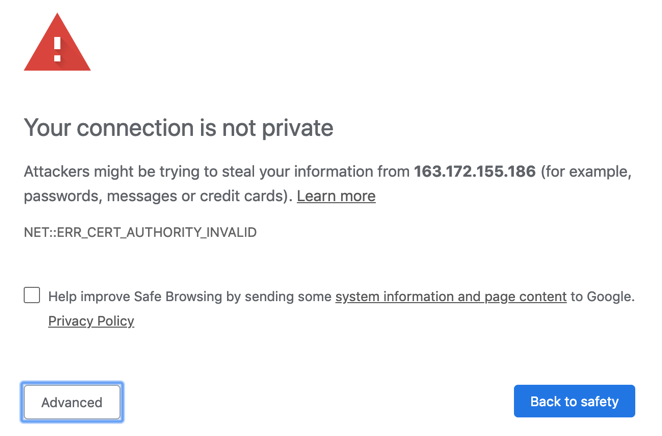 Your connection is not private
Attackers might be trying to steal your information from 163.172.155.186 (for example,
passwords, messages or credit cards). Learn more
NET::ERR_CERT_AUTHORITY_INVALID
Help improve Safe Browsing by sending some system information and page content to Google.
Privacy Policy
Advanced
Back to safety